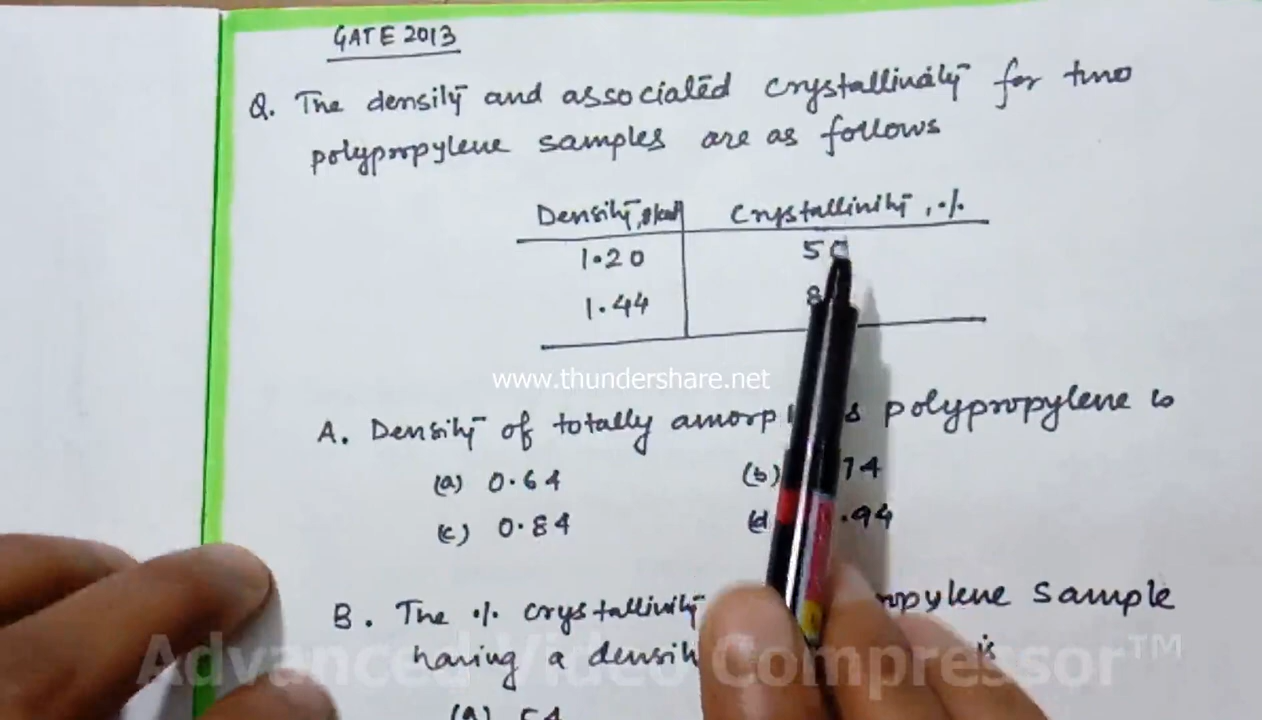 GATE 2013
Q. The density and associated crystallinity for two
polypropylene samples are as follows
Density, Crystallinity, %
1.20 50
1.44
www.thundershare.net
A. Density of totally polypropylene is
(a) 0.64 (b)
(c) 0.84 (d)
B. The % crystallinity sample
having a is
(a) 54
Advanced Video Compressor™